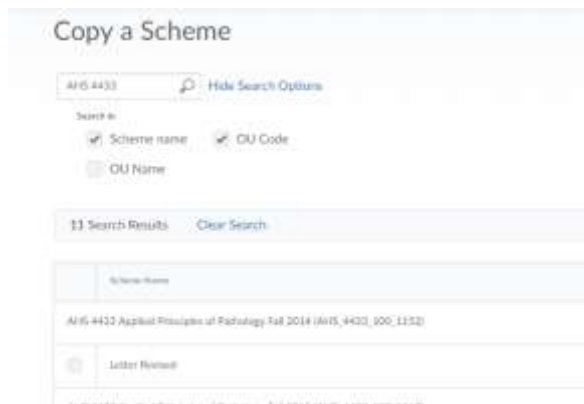 Copy a Scheme
AHS 4433 Hide Search Options
Search in
Scheme name OU Code
OU Name
11 Search Results Clear Search
Scheme Name
AHS 4433 Applied Principles of Pathology Fall 2014 (AHS_4433_100_1152)
Letter Revised